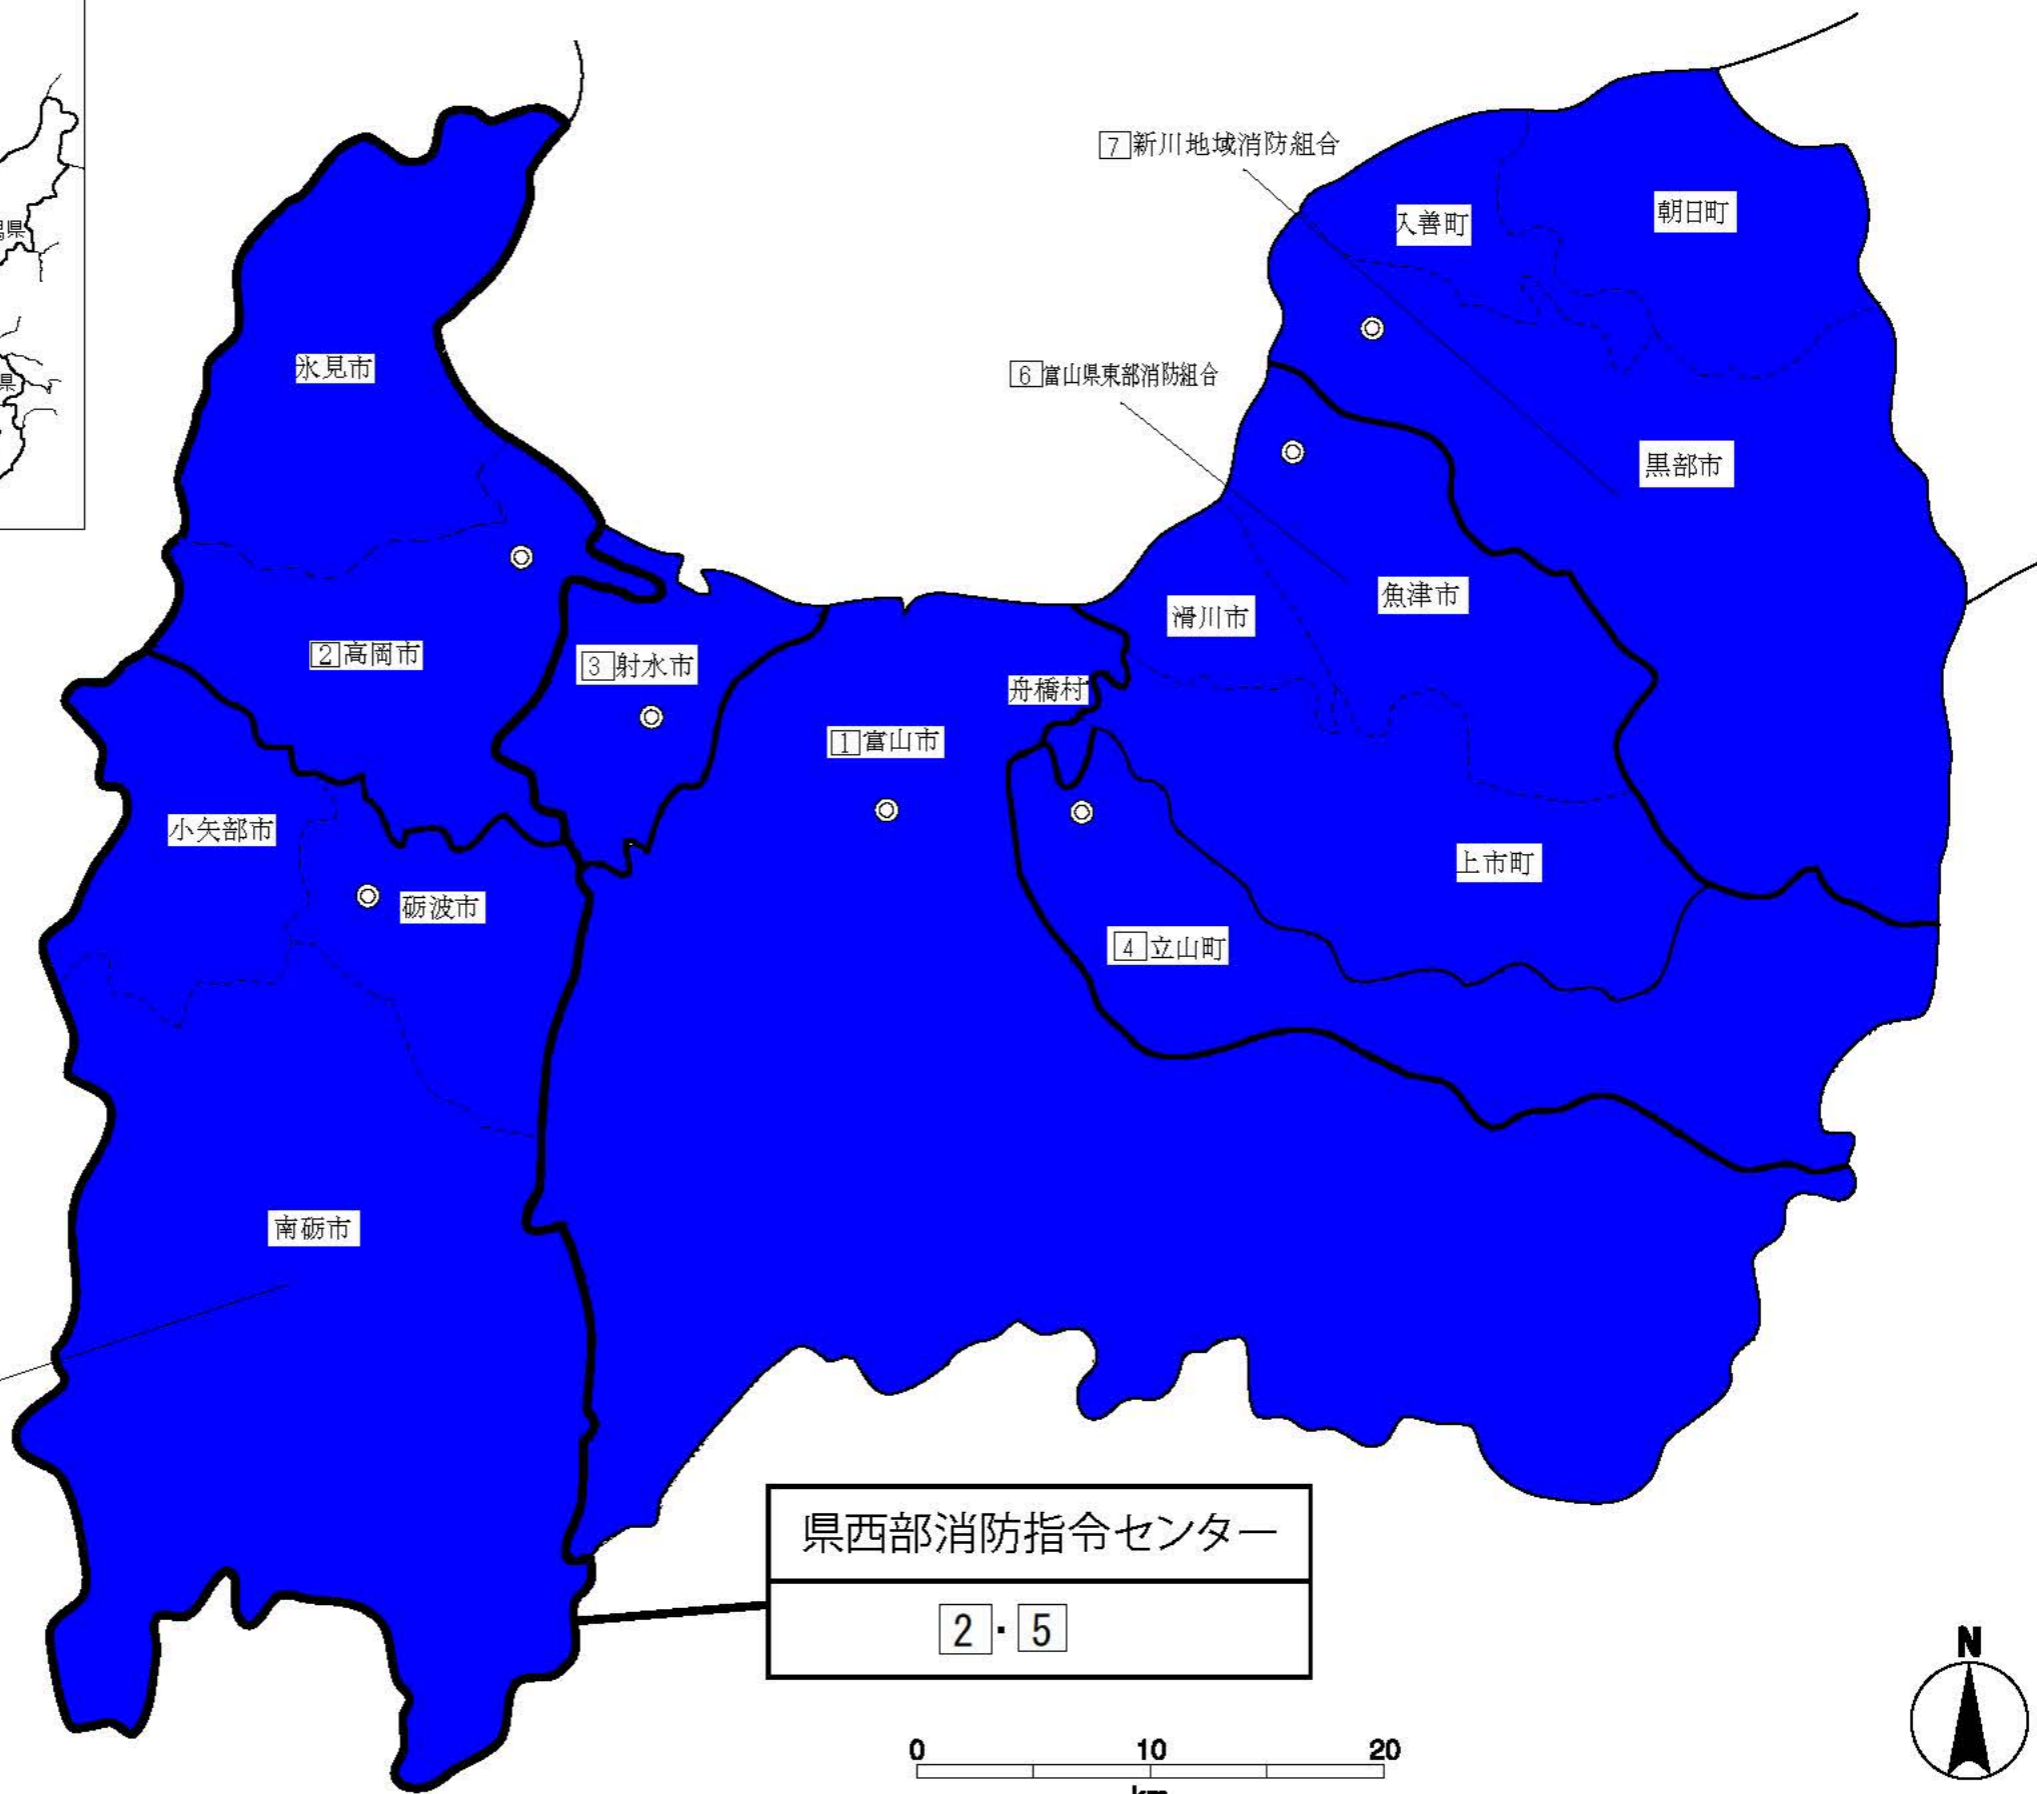 県
県
7新川地域消防組合
入善町
朝日町
氷見市
6富山県東部消防組合
黒部市
魚津市
滑川市
2高岡市
3射水市
舟橋村
1富山市
小矢部市
砺波市
上市町
4立山町
南砺市
県西部消防指令センター
2・5
N
0 10 20
km